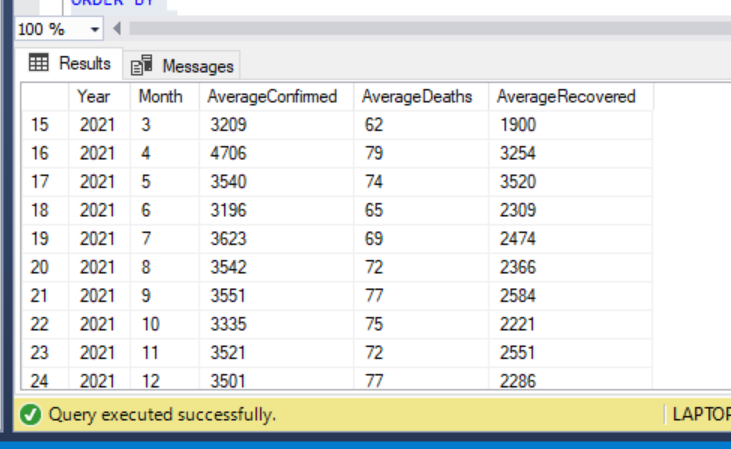 ORDER BY
100 %
Results Messages
Year Month AverageConfirmed AverageDeaths AverageRecovered
15 2021 3 3209 62 1900
16 2021 4 4706 79 3254
17 2021 5 3540 74 3520
18 2021 6 3196 65 2309
19 2021 7 3623 69 2474
20 2021 8 3542 72 2366
21 2021 9 3551 77 2584
22 2021 10 3335 75 2221
23 2021 11 3521 72 2551
24 2021 12 3501 77 2286
Query executed successfully. LAPTOP